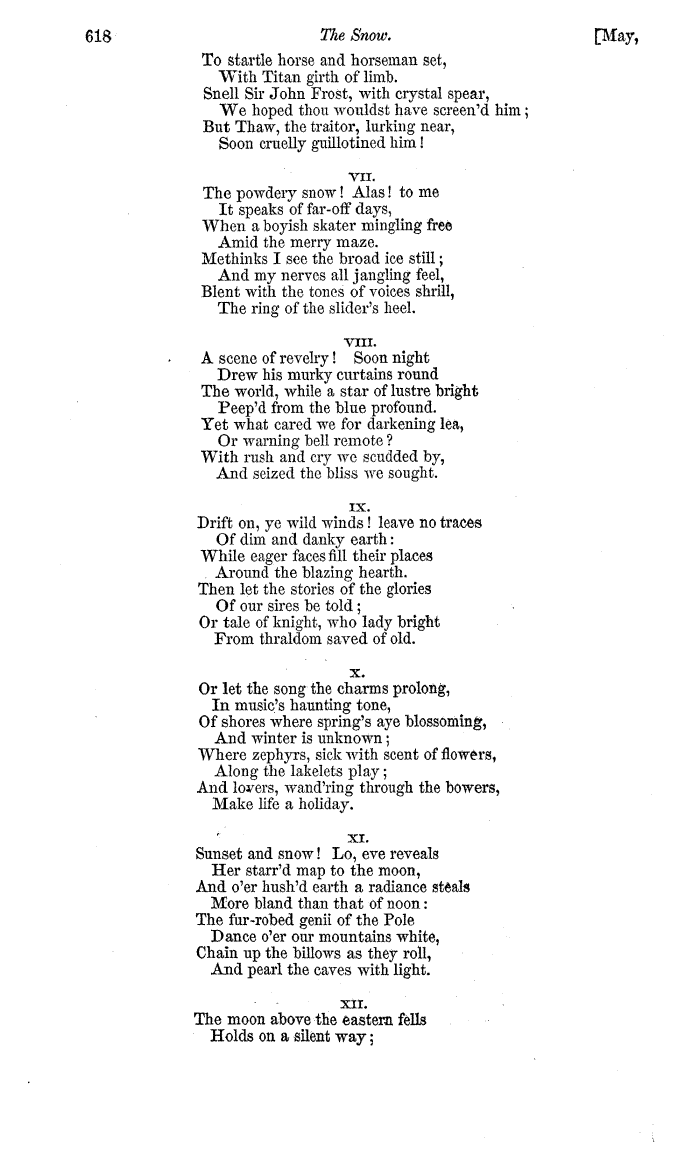 618 The Snow. [May,
To startle horse and horseman set,
With Titan girth of limb.
Snell Sir John Frost, with crystal spear,
We hoped thou wouldst have screen'd him;
But Thaw, the traitor, lurking near,
Soon cruelly guillotined him!
VII.
The powdery snow! Alas! to me
It speaks of far-off days,
When a boyish skater mingling free
Amid the merry maze.
Methinks I see the broad ice still;
And my nerves all jangling feel,
Blent with the tones of voices shrill,
The ring of the slider's heel.
VIII.
A scene of revelry! Soon night
Drew his murky curtains round
The world, while a star of lustre bright
Peep'd from the blue profound.
Yet what cared we for darkening lea,
Or warning bell remote?
With rush and cry we scudded by,
And seized the bliss we sought.
IX.
Drift on, ye wild winds! leave no traces
Of dim and danky earth:
While eager faces fill their places
Around the blazing hearth.
Then let the stories of the glories
Of our sires be told;
Or tale of knight, who lady bright
From thraldom saved of old.
X.
Or let the song the charms prolong,
In music's haunting tone,
Of shores where spring's aye blossoming,
And winter is unknown;
Where zephyrs, sick with scent of flowers,
Along the lakelets play;
And lovers, wand'ring through the bowers,
Make life a holiday.
XI.
Sunset and snow! Lo, eve reveals
Her starr'd map to the moon,
And o'er hush'd earth a radiance steals
More bland than that of noon:
The fur-robed genii of the Pole
Dance o'er our mountains white,
Chain up the billows as they roll,
And pearl the caves with light.
XII.
The moon above the eastern fells
Holds on a silent way;